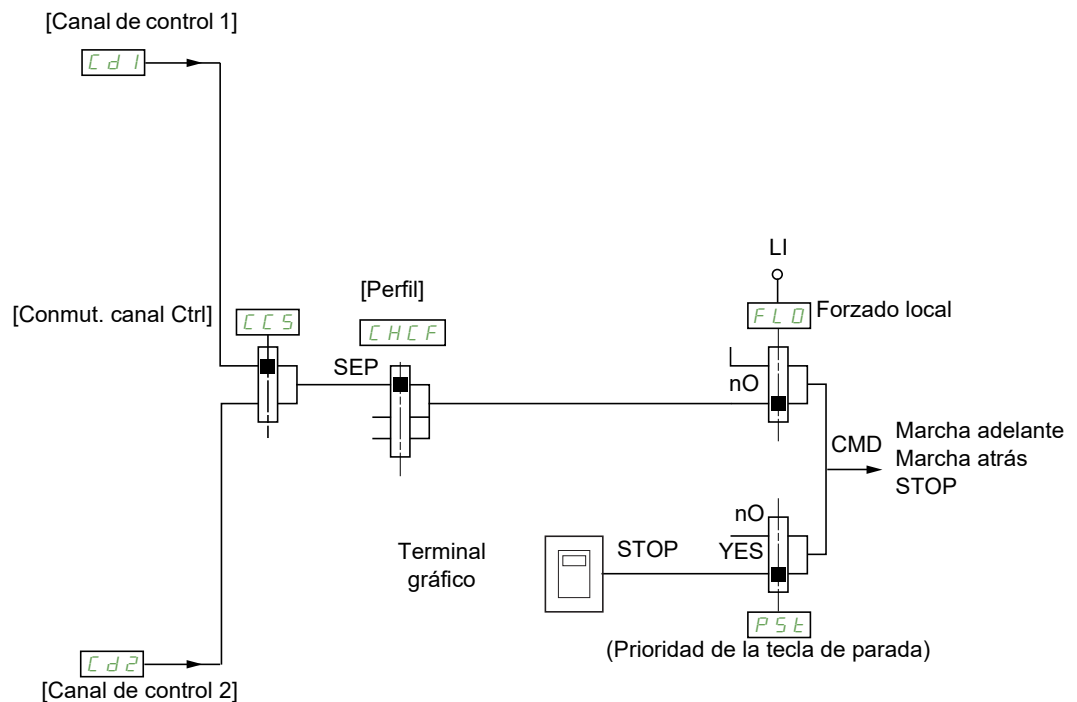 [Canal de control 1]
Cd1
LI
[Perfil]
[Conmut. canal Ctrl]
CCS
FLO
Forzado local
CHCF
SEP
nO
CMD
Marcha adelante
Marcha atrás
STOP
nO
Terminal
gráfico
STOP
YES
PSt
(Prioridad de la tecla de parada)
Cd2
[Canal de control 2]